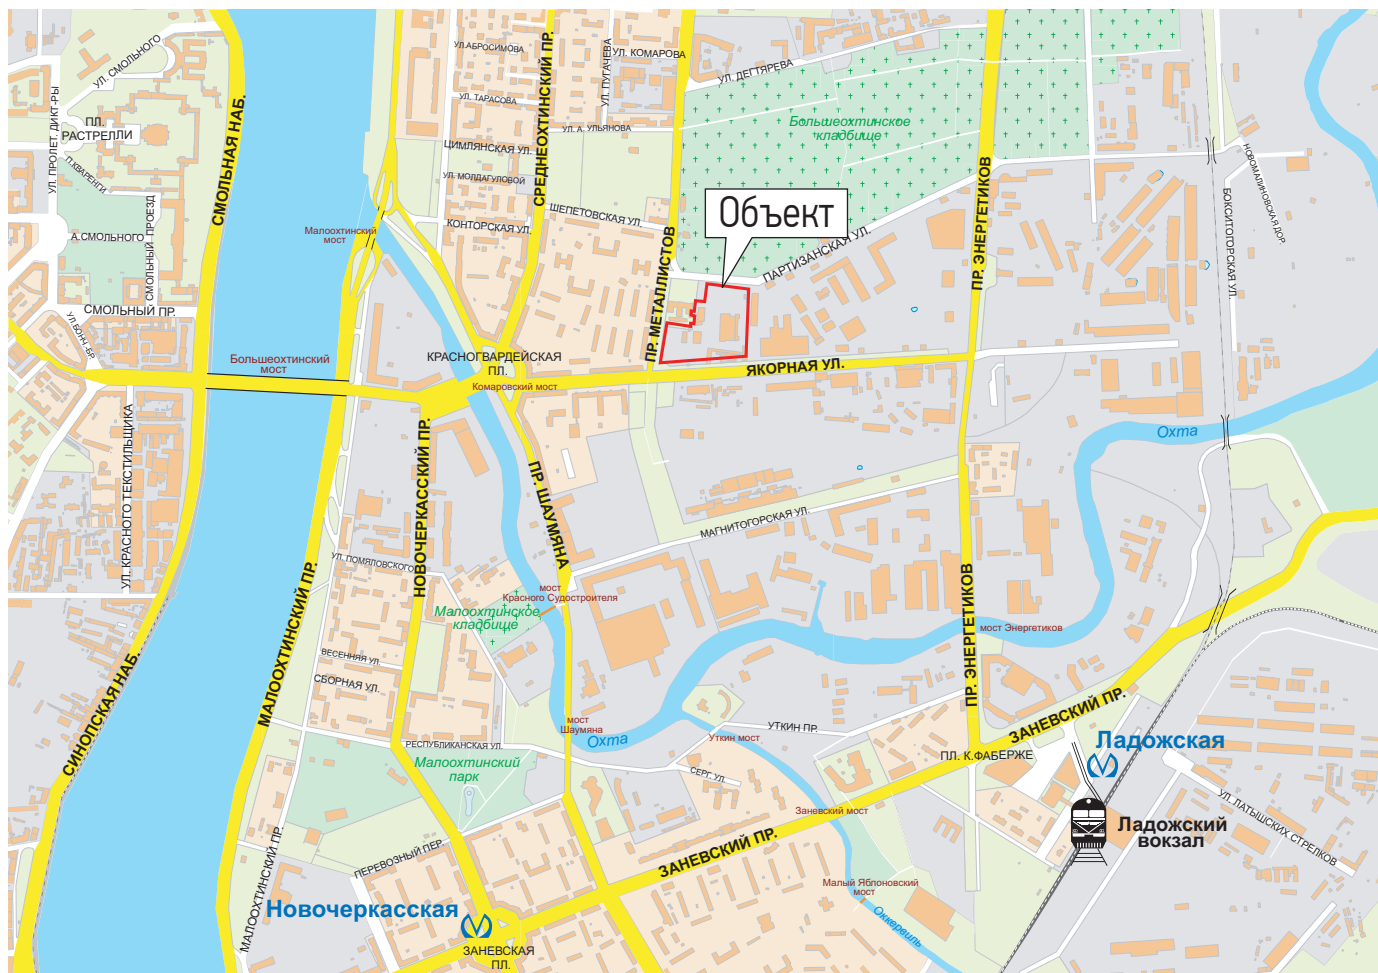 УЛ. СМОЛЬНОГО
УЛ. ПРОЛЕТ. ДИКТ-РЫ
ПЛ.
РАСТРЕЛЛИ
П.КВАРЕНГИ
А.СМОЛЬНОГО
СМОЛЬНЫЙ ПРОЕЗД
СМОЛЬНЫЙ ПР.
УЛ.БОНЧ.-БР.
СМОЛЬНАЯ НАБ.
УЛ.АБРОСИМОВА
УЛ. ТАРАСОВА
СРЕДНЕОХТИНСКИЙ ПР.
УЛ. ПУГАЧЕВА
УЛ. КОМАРОВА
УЛ. ДЕГТЯРЕВА
УЛ. А. УЛЬЯНОВА
ЦИМЛЯНСКАЯ УЛ.
УЛ. МОЛДАГУЛОВОЙ
ШЕПЕТОВСКАЯ УЛ.
КОНТОРСКАЯ УЛ.
Большеохтинское
кладбище
Объект
ПАРТИЗАНСКАЯ УЛ.
ПР. МЕТАЛЛИСТОВ
ПР. ЭНЕРГЕТИКОВ
БОКСИТОГОРСКАЯ УЛ.
НОВОМАЛИНОВСКАЯ ДОР.
Малоохтинский
мост
Большеохтинский
мост
КРАСНОГВАРДЕЙСКАЯ
ПЛ.
Комаровский мост
ЯКОРНАЯ УЛ.
Охта
УЛ. КРАСНОГО ТЕКСТИЛЬЩИКА
НОВОЧЕРКАССКИЙ ПР.
ПР. ШАУМЯНА
МАГНИТОГОРСКАЯ УЛ.
УЛ. ПОМЯЛОВСКОГО
мост
Красного Судостроителя
Малоохтинское
кладбище
МАЛООХТИНСКИЙ ПР.
СИНОПСКАЯ НАБ.
ВЕСЕННЯЯ УЛ.
СБОРНАЯ УЛ.
ПР. ЭНЕРГЕТИКОВ
мост Энергетиков
мост
Шаумяна
Охта
УТКИН ПР.
Уткин мост
РЕСПУБЛИКАНСКАЯ УЛ.
Малоохтинский
парк
СЕРГ. УЛ.
ЗАНЕВСКИЙ ПР.
ПЛ. К.ФАБЕРЖЕ
Ладожская
УЛ. ЛАТЫШСКИХ СТРЕЛКОВ
Ладожский
вокзал
Заневский мост
ЗАНЕВСКИЙ ПР.
ПЕРЕВОЗНЫЙ ПЕР.
МАЛООХТИНСКИЙ ПР.
Малый Яблоновский
мост
Оккервиль
Новочеркасская
ЗАНЕВСКАЯ
ПЛ.